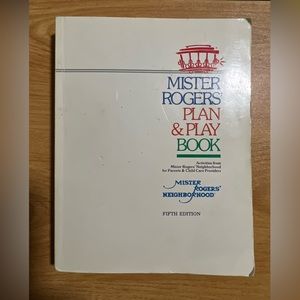 MISTER
ROGERS'
PLAN
& PLAY
BOOK
Activities from
Mister Rogers' Neighborhood
for Parents & Child Care Providers
MISTER
ROGERS'
NEIGHBORHOOD
FIFTH EDITION